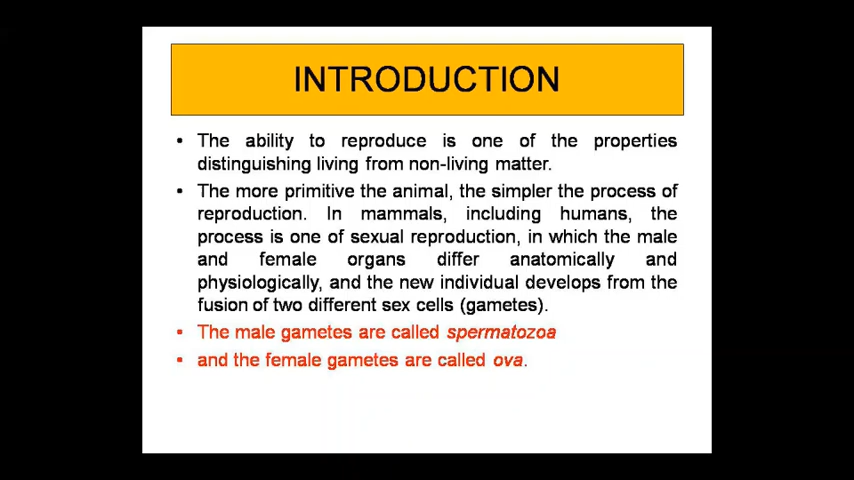 INTRODUCTION
• The ability to reproduce is one of the properties
distinguishing living from non-living matter.
• The more primitive the animal, the simpler the process of
reproduction. In mammals, including humans, the
process is one of sexual reproduction, in which the male
and female organs differ anatomically and
physiologically, and the new individual develops from the
fusion of two different sex cells (gametes).
• The male gametes are called spermatozoa
• and the female gametes are called ova.